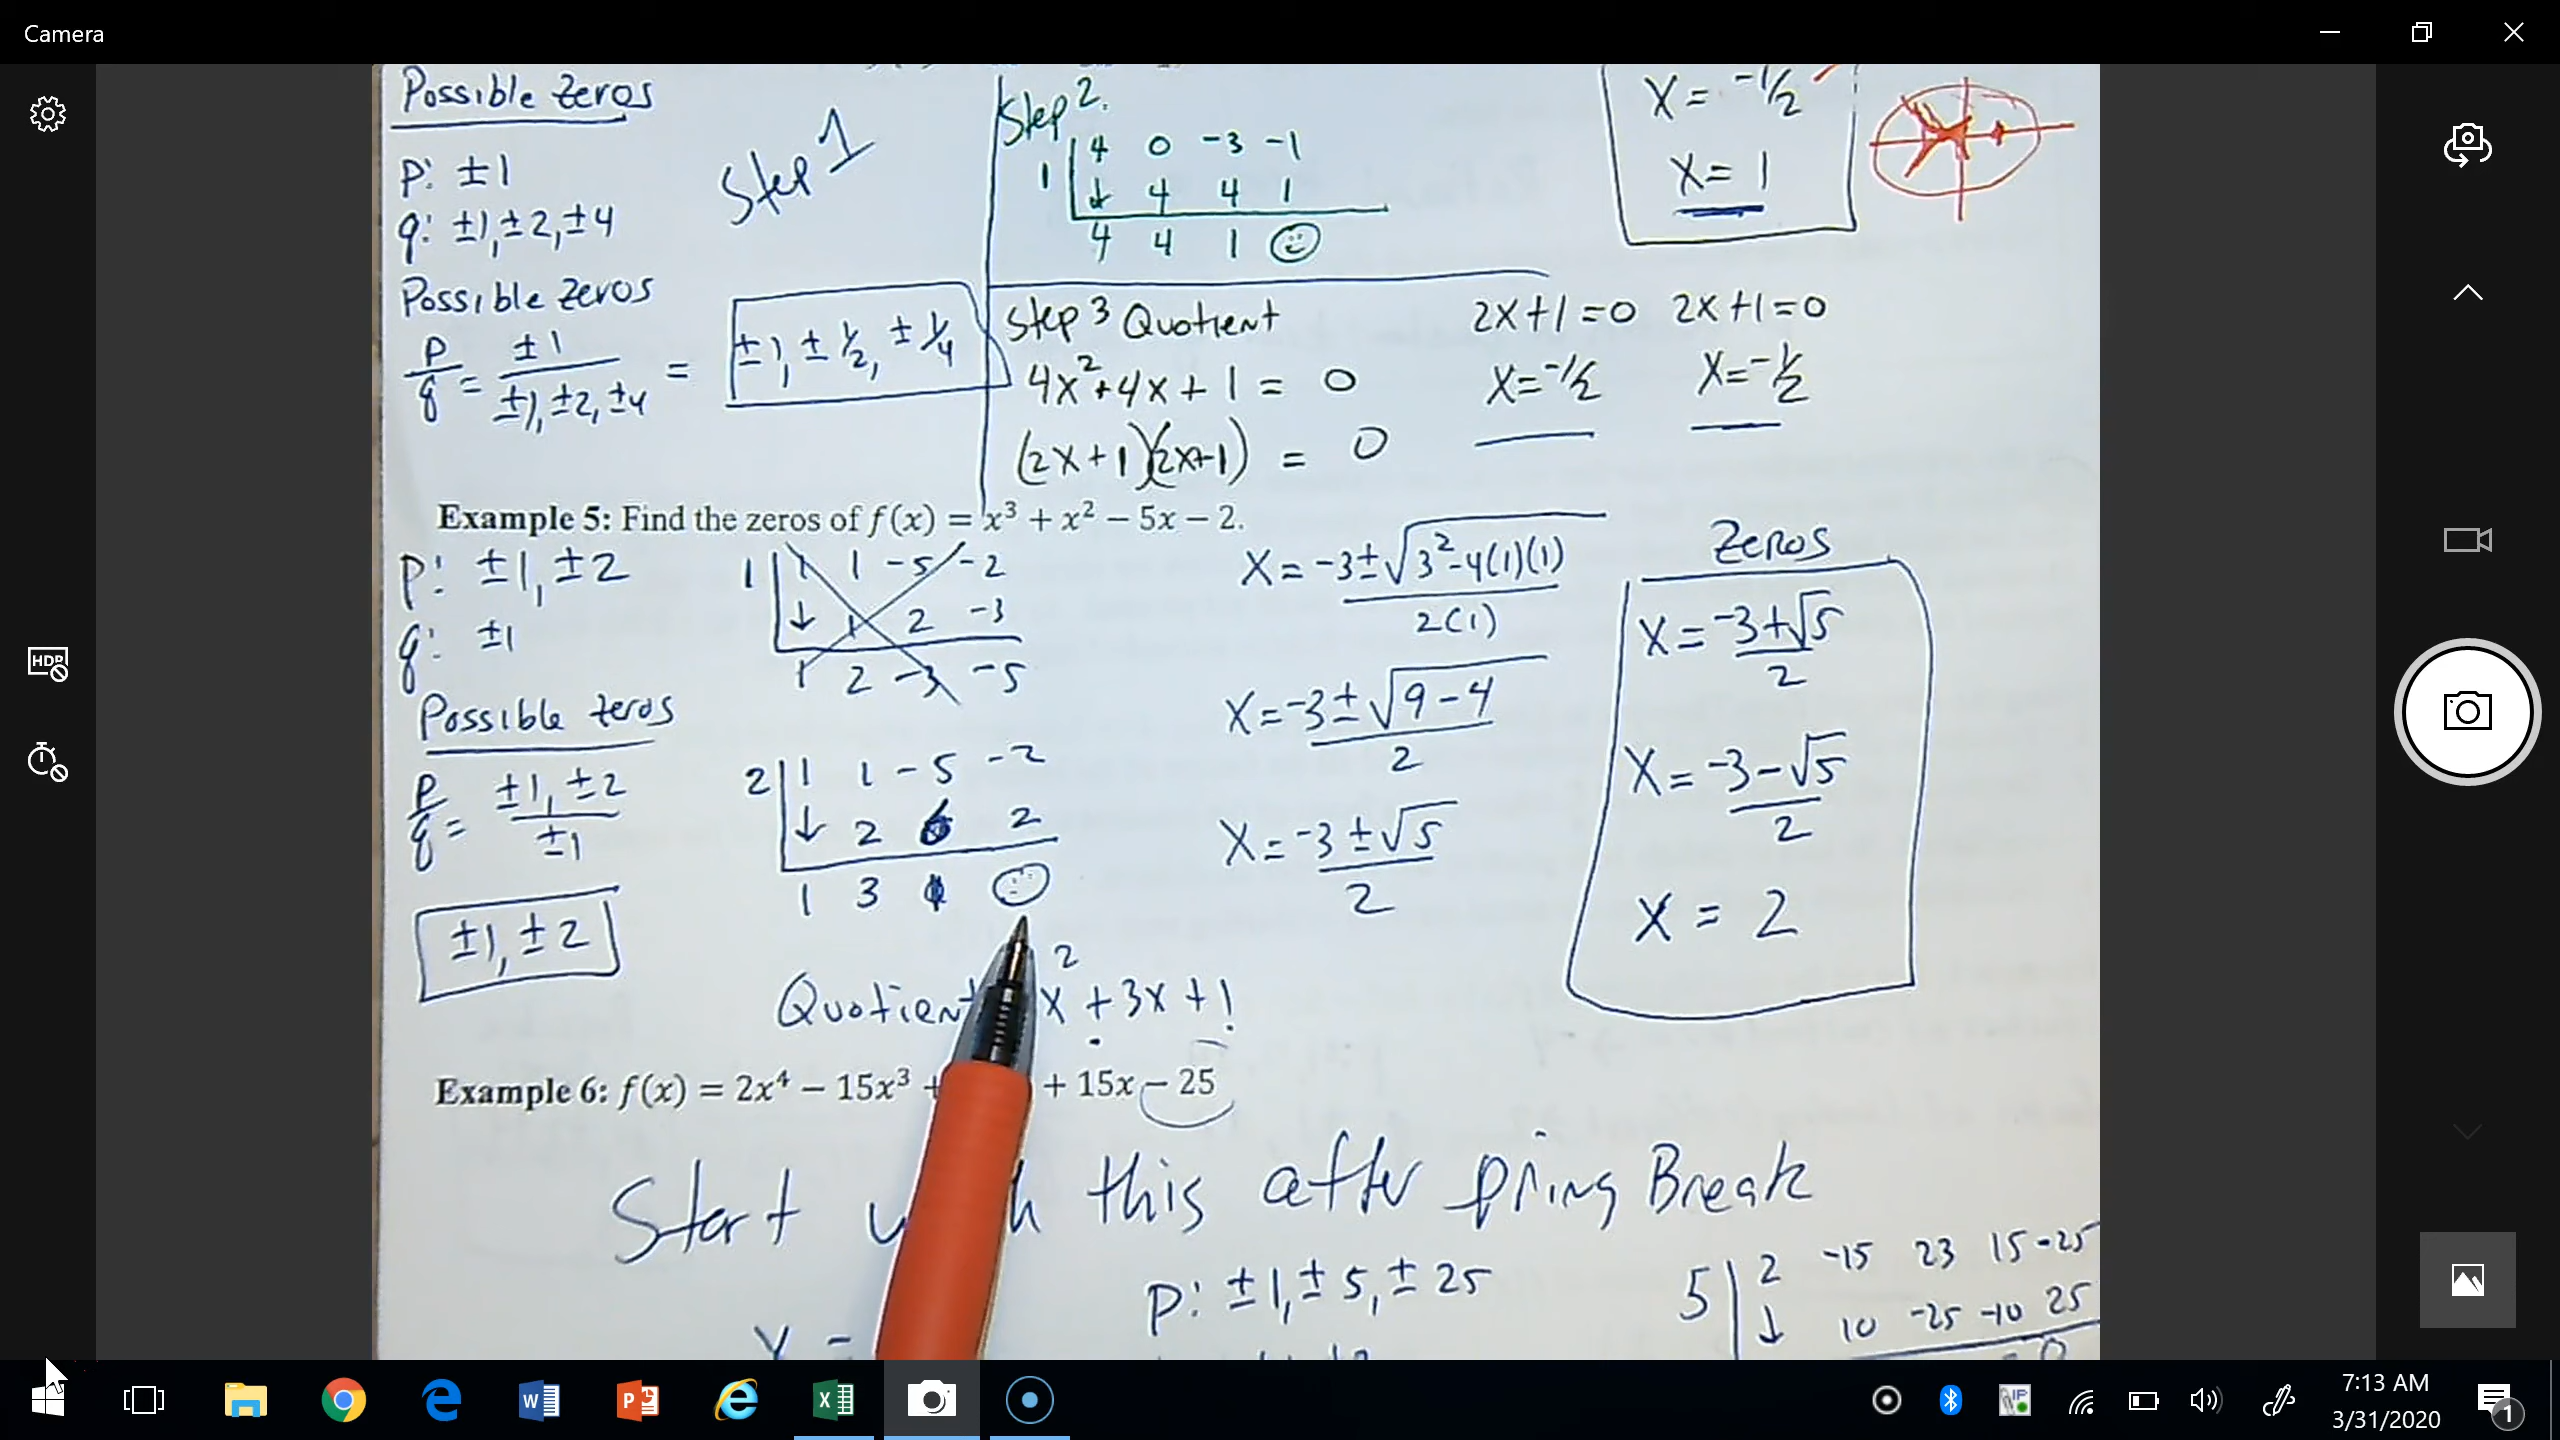 Camera
Possible Zeros
p: ±1
q: ±1, ±2, ±4
Step 1
Possible Zeros
p/q = ±1/±1, ±2, ±4 = ±1, ±1/2, ±1/4
Step 2.
4 0 -3 -1
1 ↓ 4 4 1
4 4 1
Step 3 Quotient
4x²+4x+1 = 0
(2x+1)(2x+1) = 0
2x+1=0 2x+1=0
x=-1/2 x=-1/2
x=-1/2
x=1
Example 5: Find the zeros of f(x) = x³ + x² − 5x − 2.
p: ±1, ±2
q: ±1
Possible zeros
p/q = ±1, ±2/±1
±1, ±2
1 1 1 -5 -2
↓ 1 2 -3
1 2 -3 -5
2 1 1 -5 -2
↓ 2 6 2
1 3 1
Quotient x²+3x+1
x=-3±√3²-4(1)(1)/2(1)
x=-3±√9-4/2
x=-3±√5/2
Zeros
x=-3+√5/2
x=-3-√5/2
x = 2
Example 6: f(x) = 2x⁴ − 15x³ + 15x − 25
Start this after pring Break
p: ±1, ±5, ±25
5 2 -15 23 15 -25
↓ 10 -25 -10 25
0
x =
HDR
7:13 AM
3/31/2020
1